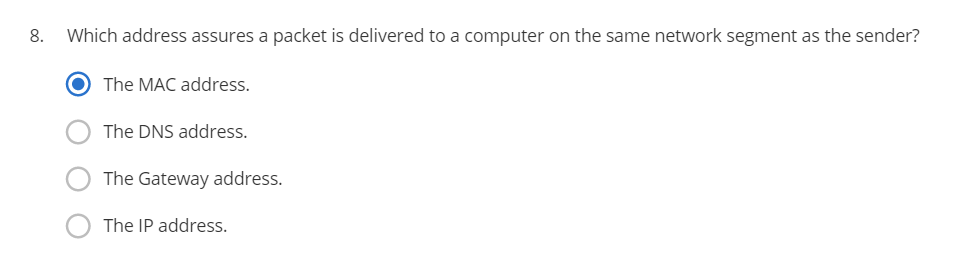 8. Which address assures a packet is delivered to a computer on the same network segment as the sender?
The MAC address.
The DNS address.
The Gateway address.
The IP address.